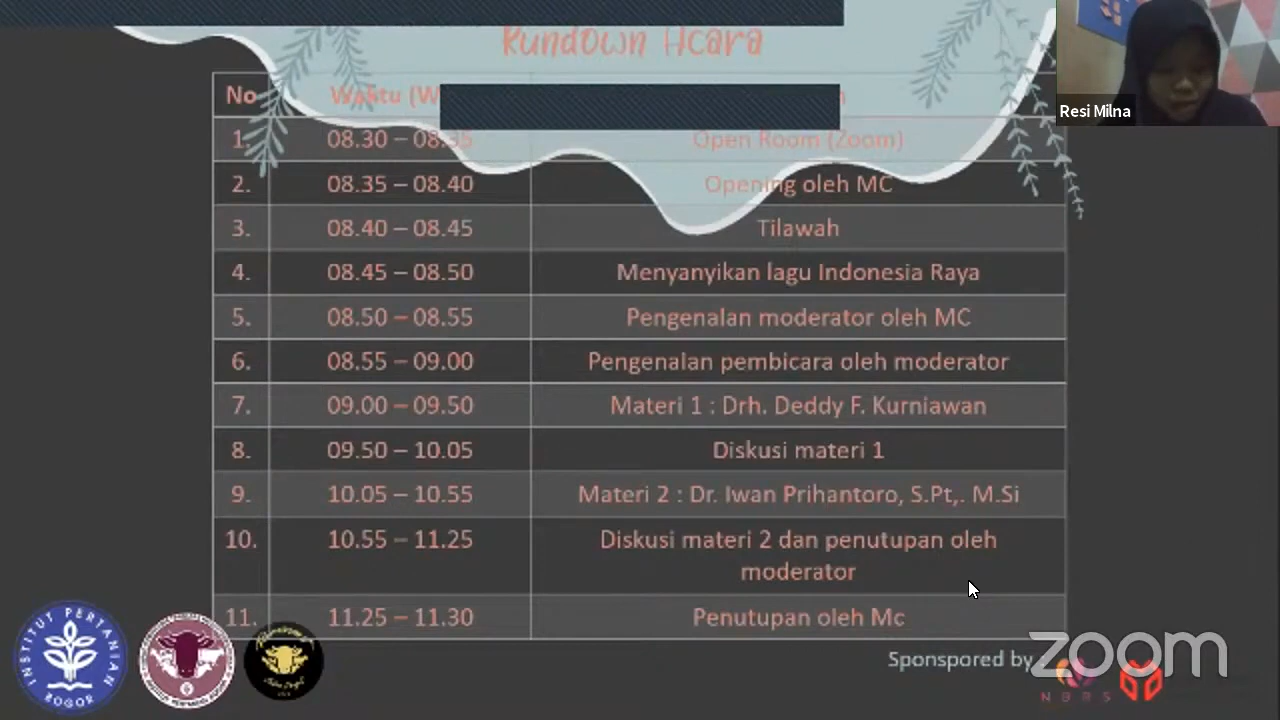 Rundown Acara
No Waktu (W
1. 08.30 – 08.35 Open Room (Zoom)
2. 08.35 – 08.40 Opening oleh MC
3. 08.40 – 08.45 Tilawah
4. 08.45 – 08.50 Menyanyikan lagu Indonesia Raya
5. 08.50 – 08.55 Pengenalan moderator oleh MC
6. 08.55 – 09.00 Pengenalan pembicara oleh moderator
7. 09.00 – 09.50 Materi 1 : Drh. Deddy F. Kurniawan
8. 09.50 – 10.05 Diskusi materi 1
9. 10.05 – 10.55 Materi 2 : Dr. Iwan Prihantoro, S.Pt,. M.Si
10. 10.55 – 11.25 Diskusi materi 2 dan penutupan oleh
moderator
11. 11.25 – 11.30 Penutupan oleh Mc
Resi Milna
INSTITUT PERTANIAN
BOGOR
Sponspared by
zoom
NBRS